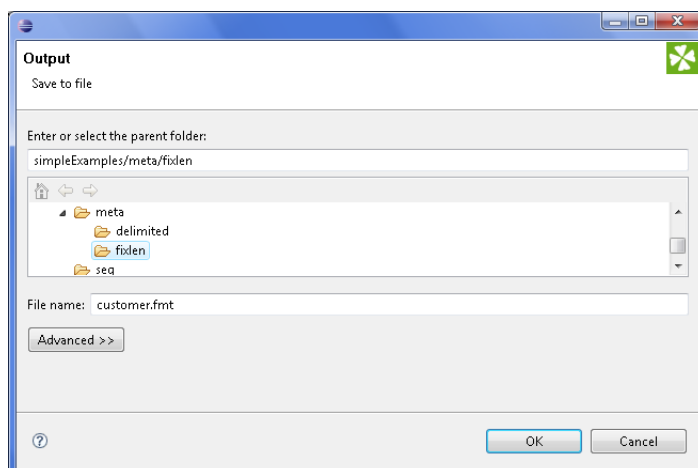 Output
Save to file
Enter or select the parent folder:
simpleExamples/meta/fixlen
meta
delimited
fixlen
seq
File name: customer.fmt
Advanced >>
OK Cancel